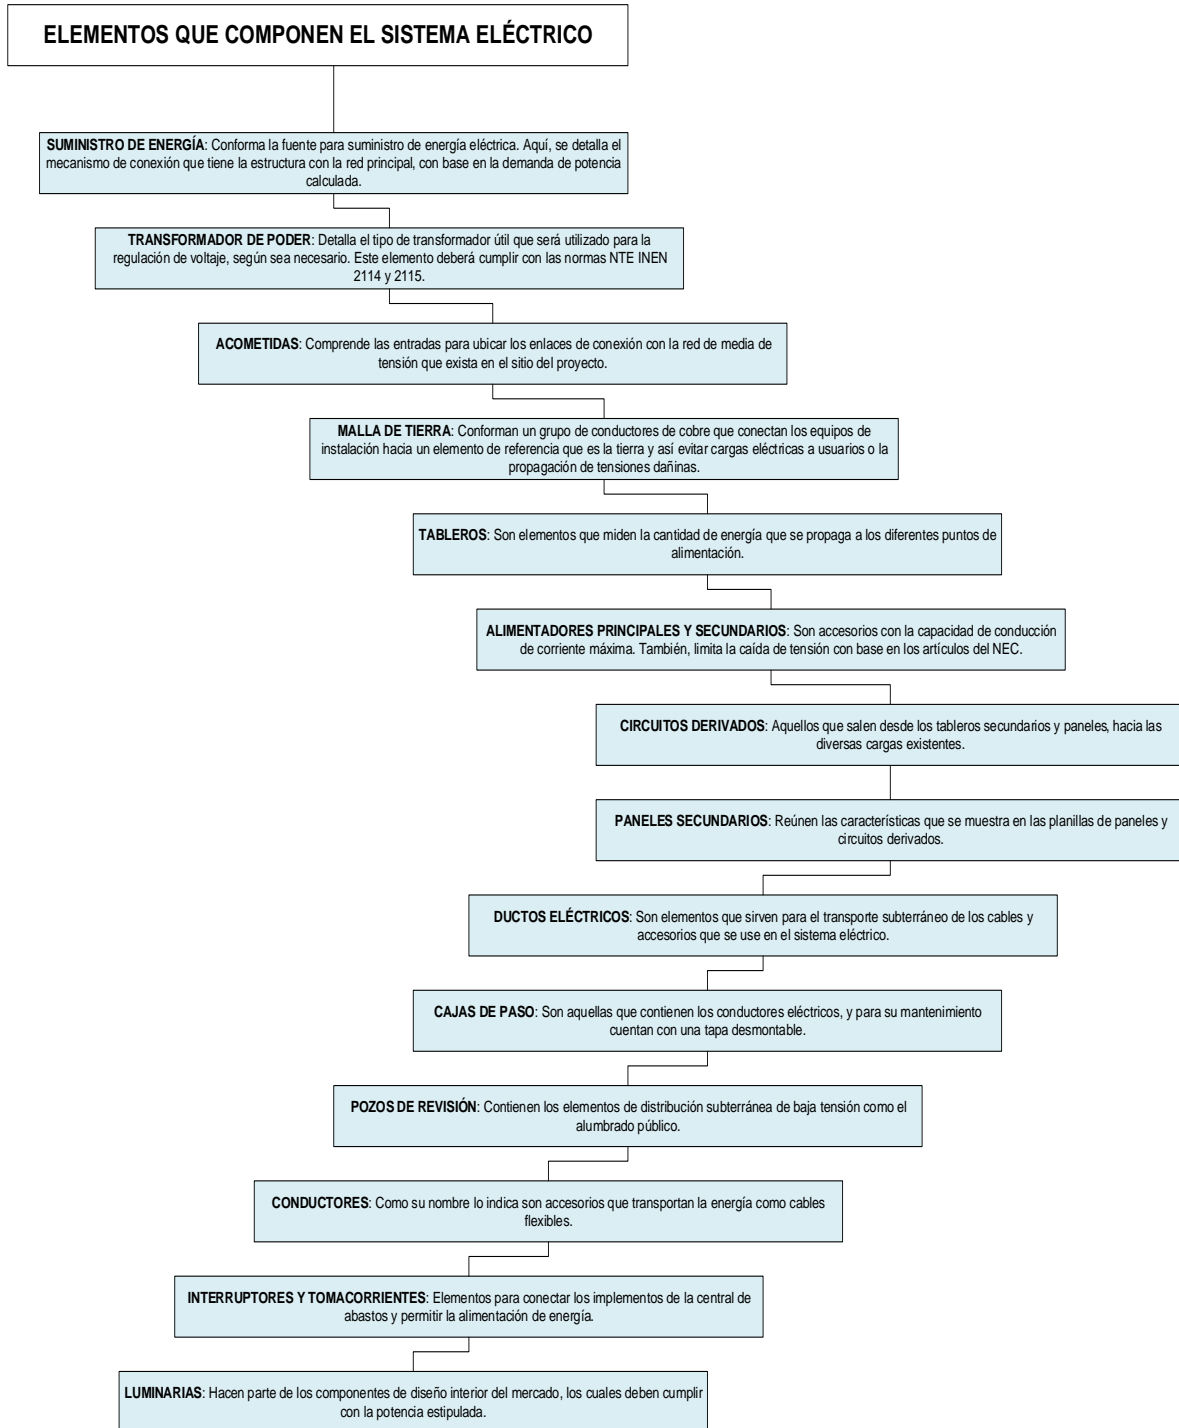 ELEMENTOS QUE COMPONEN EL SISTEMA ELÉCTRICO
SUMINISTRO DE ENERGÍA: Conforma la fuente para suministro de energía eléctrica. Aquí, se detalla el
mecanismo de conexión que tiene la estructura con la red principal, con base en la demanda de potencia
calculada.
TRANSFORMADOR DE PODER: Detalla el tipo de transformador útil que será utilizado para la
regulación de voltaje, según sea necesario. Este elemento deberá cumplir con las normas NTE INEN
2114 y 2115.
ACOMETIDAS: Comprende las entradas para ubicar los enlaces de conexión con la red de media de
tensión que exista en el sitio del proyecto.
MALLA DE TIERRA: Conforman un grupo de conductores de cobre que conectan los equipos de
instalación hacia un elemento de referencia que es la tierra y así evitar cargas eléctricas a usuarios o la
propagación de tensiones dañinas.
TABLEROS: Son elementos que miden la cantidad de energía que se propaga a los diferentes puntos de
alimentación.
ALIMENTADORES PRINCIPALES Y SECUNDARIOS: Son accesorios con la capacidad de conducción
de corriente máxima. También, limita la caída de tensión con base en los artículos del NEC.
CIRCUITOS DERIVADOS: Aquellos que salen desde los tableros secundarios y paneles, hacia las
diversas cargas existentes.
PANELES SECUNDARIOS: Reúnen las características que se muestra en las planillas de paneles y
circuitos derivados.
DUCTOS ELÉCTRICOS: Son elementos que sirven para el transporte subterráneo de los cables y
accesorios que se use en el sistema eléctrico.
CAJAS DE PASO: Son aquellas que contienen los conductores eléctricos, y para su mantenimiento
cuentan con una tapa desmontable.
POZOS DE REVISIÓN: Contienen los elementos de distribución subterránea de baja tensión como el
alumbrado público.
CONDUCTORES: Como su nombre lo indica son accesorios que transportan la energía como cables
flexibles.
INTERRUPTORES Y TOMACORRIENTES: Elementos para conectar los implementos de la central de
abastos y permitir la alimentación de energía.
LUMINARIAS: Hacen parte de los componentes de diseño interior del mercado, los cuales deben cumplir
con la potencia estipulada.